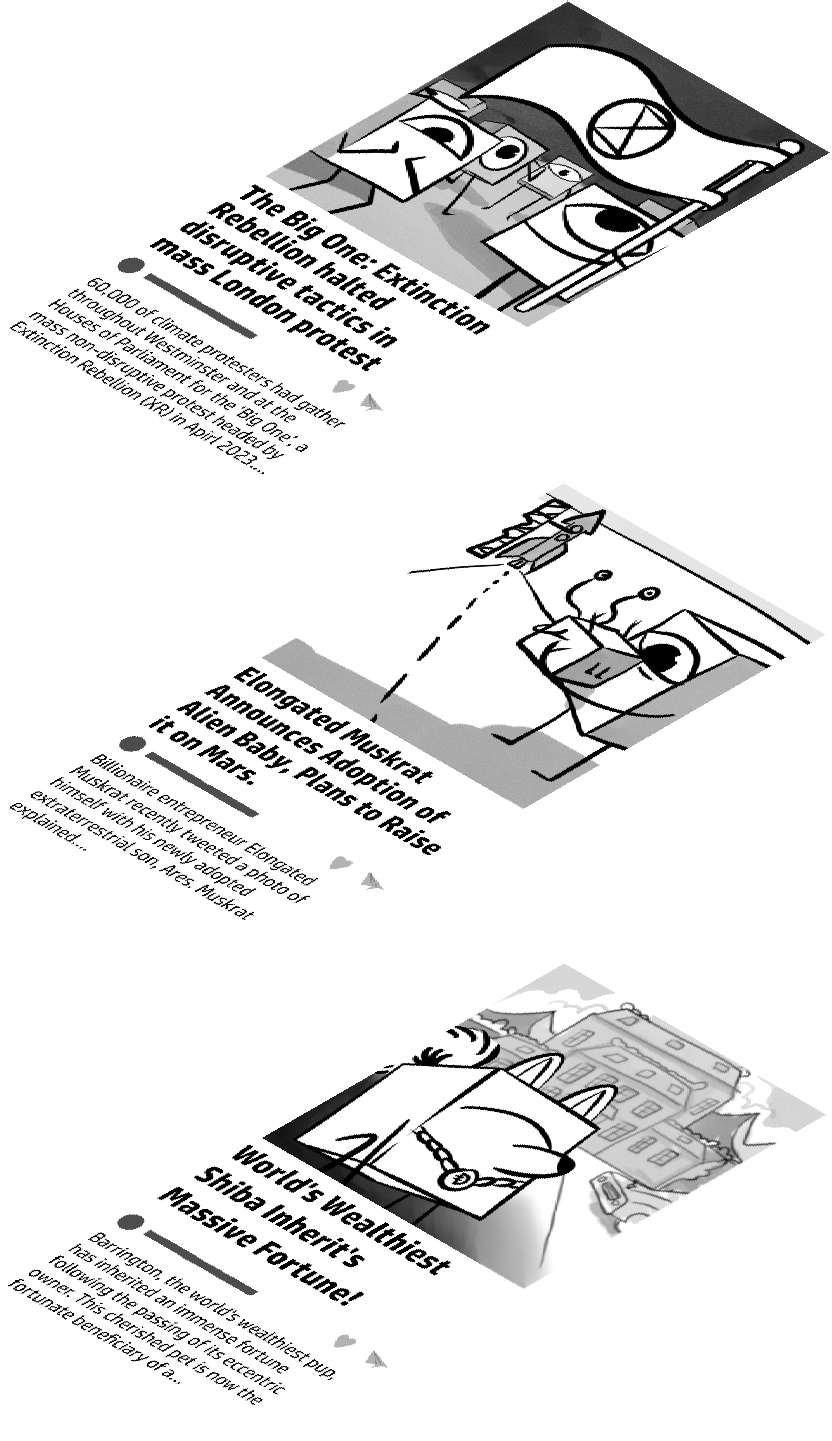 The Big One: Extinction
Rebellion halted
disruptive tactics in
mass London protest
60,000 of climate protesters had gather
throughout Westminster and at the
Houses of Parliament for the 'Big One', a
mass non-disruptive protest headed by
Extinction Rebellion (XR) in Apirl 2023....
Elongated Muskrat
Announces Adoption of
Alien Baby, Plans to Raise
it on Mars.
Billionaire entrepreneur Elongated
Muskrat recently tweeted a photo of
himself with his newly adopted
extraterrestrial son, Ares. Muskrat
explained....
World's Wealthiest
Shiba Inherit's
Massive Fortune!
Barrington, the world's wealthiest pup,
has inherited an immense fortune
following the passing of its eccentric
owner. This cherished pet is now the
fortunate beneficiary of a...